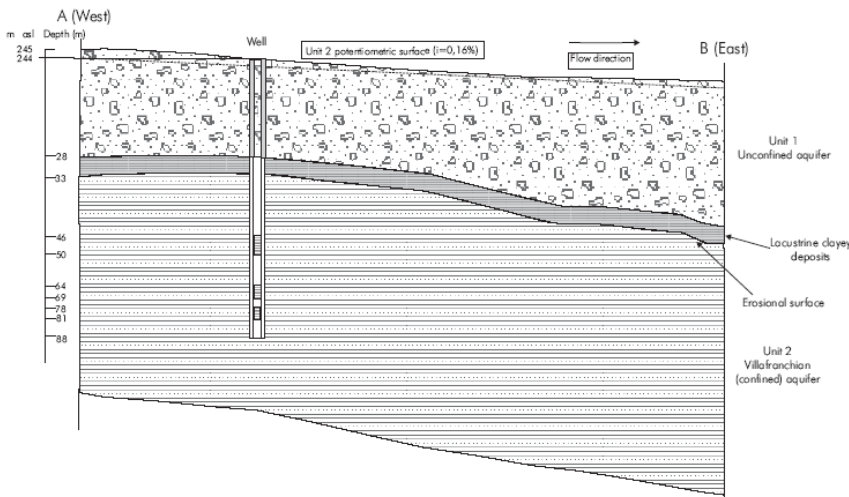 A (West)
m asl Depth (m)
245
244
Well
Unit 2 potentiometric surface (i=0,16%)
Flow direction
B (East)
Unit 1
Unconfined aquifer
28
33
46
50
64
69
78
81
88
Lacustrine clayey
deposits
Erosional surface
Unit 2
Villafranchian
(confined) aquifer